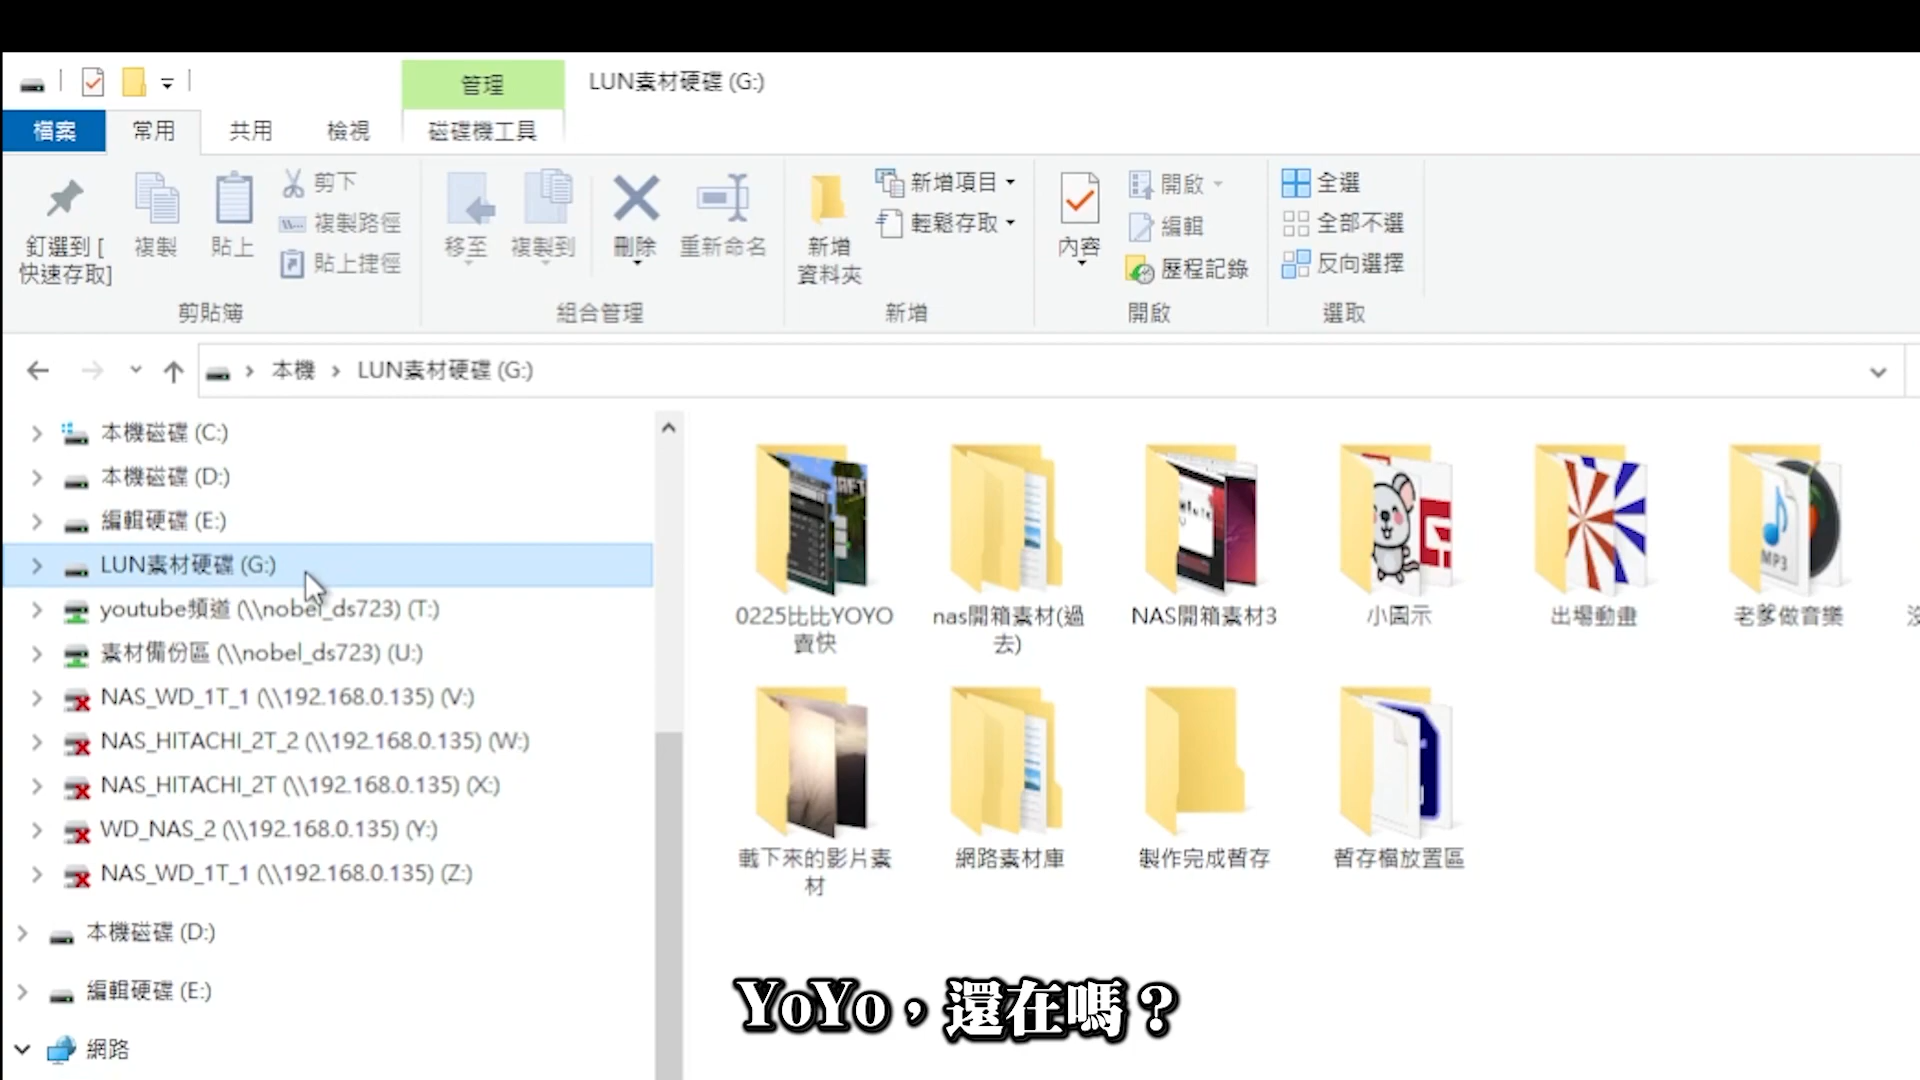 管理
LUN素材硬碟 (G:)
檔案
常用
共用
檢視
磁碟機工具
釘選到 [
快速存取]
複製
貼上
剪下
複製路徑
貼上捷徑
剪貼簿
移至
複製到
刪除
重新命名
組合管理
新增
資料夾
新增項目
輕鬆存取
新增
內容
開啟
編輯
歷程記錄
開啟
全選
全部不選
反向選擇
選取
本機
LUN素材硬碟 (G:)
本機磁碟 (C:)
本機磁碟 (D:)
編輯硬碟 (E:)
LUN素材硬碟 (G:)
youtube頻道 (\\nobel_ds723) (T:)
素材備份區 (\\nobel_ds723) (U:)
NAS_WD_1T_1 (\\192.168.0.135) (V:)
NAS_HITACHI_2T_2 (\\192.168.0.135) (W:)
NAS_HITACHI_2T (\\192.168.0.135) (X:)
WD_NAS_2 (\\192.168.0.135) (Y:)
NAS_WD_1T_1 (\\192.168.0.135) (Z:)
本機磁碟 (D:)
編輯硬碟 (E:)
網路
0225比比YOYO
賣快
nas開箱素材(過
去)
NAS開箱素材3
小圖示
出場動畫
MP3
老爹做音樂
載下來的影片素
材
網路素材庫
製作完成暫存
暫存檔放置區
YoYo，還在嗎？